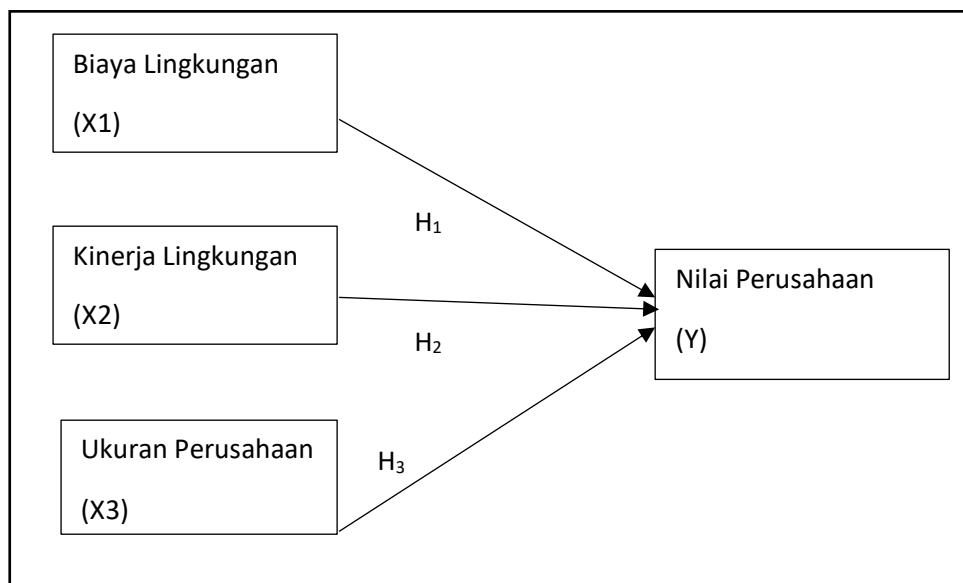 Biaya Lingkungan
(X1)
H₁
Kinerja Lingkungan
(X2)
Nilai Perusahaan
(Y)
H₂
Ukuran Perusahaan
(X3)
H₃